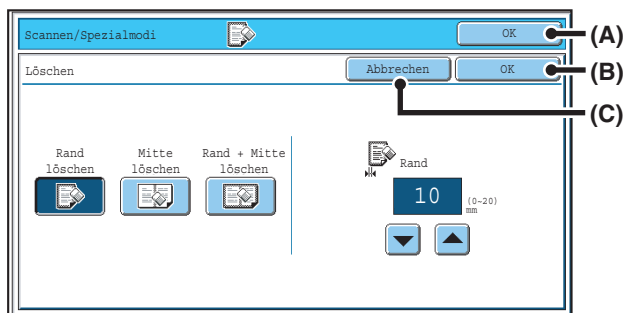 Scannen/Spezialmodi OK (A)
Löschen Abbrechen OK (B)
(C)
Rand löschen
Mitte löschen
Rand + Mitte löschen
Rand
10 (0~20) mm